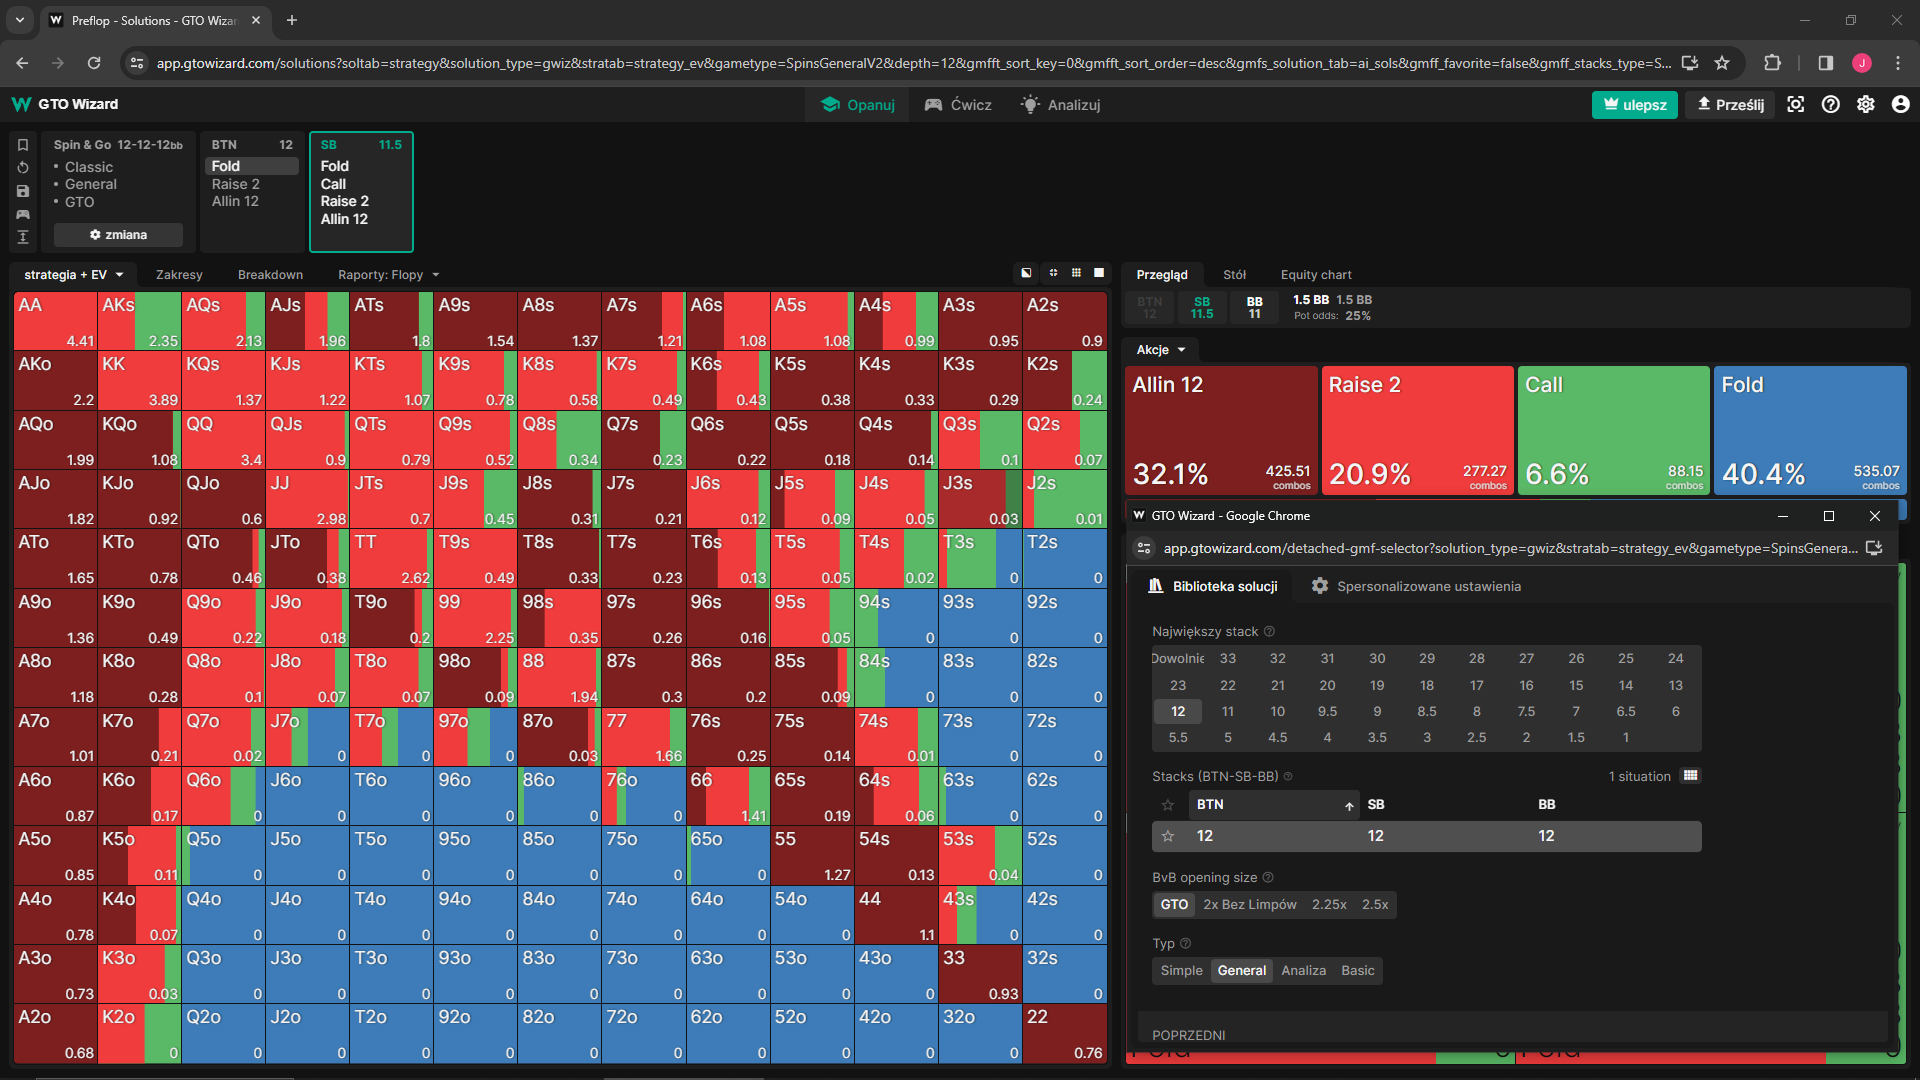 Preflop - Solutions - GTO Wizar
app.gtowizard.com/solutions?soltab=strategy&solution_type=gwiz&stratab=strategy_ev&gametype=SpinsGeneralV2&depth=12&gmfft_sort_key=0&gmfft_sort_order=desc&gmfs_solution_tab=ai_sols&gmff_favorite=false&gmff_stacks_type=S...
J
GTO Wizard
Opanuj
Ćwicz
Analizuj
ulepsz
Prześlij
Spin & Go 12-12-12bb
• Classic
• General
• GTO
zmiana
BTN 12
Fold
Raise 2
Allin 12
SB 11.5
Fold
Call
Raise 2
Allin 12
strategia + EV
Zakresy
Breakdown
Raporty: Flopy
AA AKs AQs AJs ATs A9s A8s A7s A6s A5s A4s A3s A2s
4.41 2.35 2.13 1.96 1.8 1.54 1.37 1.21 1.08 1.08 0.99 0.95 0.9
AKo KK KQs KJs KTs K9s K8s K7s K6s K5s K4s K3s K2s
2.2 3.89 1.37 1.22 1.07 0.78 0.58 0.49 0.43 0.38 0.33 0.29 0.24
AQo KQo QQ QJs QTs Q9s Q8s Q7s Q6s Q5s Q4s Q3s Q2s
1.99 1.08 3.4 0.9 0.79 0.52 0.34 0.23 0.22 0.18 0.14 0.1 0.07
AJo KJo QJo JJ JTs J9s J8s J7s J6s J5s J4s J3s J2s
1.82 0.92 0.6 2.98 0.7 0.45 0.31 0.21 0.12 0.09 0.05 0.03 0.01
ATo KTo QTo JTo TT T9s T8s T7s T6s T5s T4s T3s T2s
1.65 0.78 0.46 0.38 2.62 0.49 0.33 0.23 0.13 0.05 0.02 0 0
A9o K9o Q9o J9o T9o 99 98s 97s 96s 95s 94s 93s 92s
1.36 0.49 0.22 0.18 0.2 2.25 0.35 0.26 0.16 0.05 0 0 0
A8o K8o Q8o J8o T8o 98o 88 87s 86s 85s 84s 83s 82s
1.18 0.28 0.1 0.07 0.07 0.09 1.94 0.3 0.2 0.09 0 0 0
A7o K7o Q7o J7o T7o 97o 87o 77 76s 75s 74s 73s 72s
1.01 0.21 0.02 0 0 0 0.03 1.66 0.25 0.14 0.01 0 0
A6o K6o Q6o J6o T6o 96o 86o 76o 66 65s 64s 63s 62s
0.87 0.17 0 0 0 0 0 0 1.41 0.19 0.06 0 0
A5o K5o Q5o J5o T5o 95o 85o 75o 65o 55 54s 53s 52s
0.85 0.11 0 0 0 0 0 0 0 1.27 0.13 0.04 0
A4o K4o Q4o J4o T4o 94o 84o 74o 64o 54o 44 43s 42s
0.78 0.07 0 0 0 0 0 0 0 0 1.1 0 0
A3o K3o Q3o J3o T3o 93o 83o 73o 63o 53o 43o 33 32s
0.73 0.03 0 0 0 0 0 0 0 0 0 0.93 0
A2o K2o Q2o J2o T2o 92o 82o 72o 62o 52o 42o 32o 22
0.68 0 0 0 0 0 0 0 0 0 0 0 0.76
Przegląd
Stół
Equity chart
BTN SB BB 1.5 BB 1.5 BB
12 11.5 11 Pot odds: 25%
Akcje
Allin 12 Raise 2 Call Fold
32.1% 425.51 combos 20.9% 277.27 combos 6.6% 88.15 combos 40.4% 535.07 combos
GTO Wizard - Google Chrome
app.gtowizard.com/detached-gmf-selector?solution_type=gwiz&stratab=strategy_ev&gametype=SpinsGenera...
Biblioteka solucji
Spersonalizowane ustawienia
Największy stack
Dowolnie 33 32 31 30 29 28 27 26 25 24
23 22 21 20 19 18 17 16 15 14 13
12 11 10 9.5 9 8.5 8 7.5 7 6.5 6
5.5 5 4.5 4 3.5 3 2.5 2 1.5 1
Stacks (BTN-SB-BB)
1 situation
BTN SB BB
12 12 12
BvB opening size
GTO 2x Bez Limpów 2.25x 2.5x
Typ
Simple General Analiza Basic
POPRZEDNI